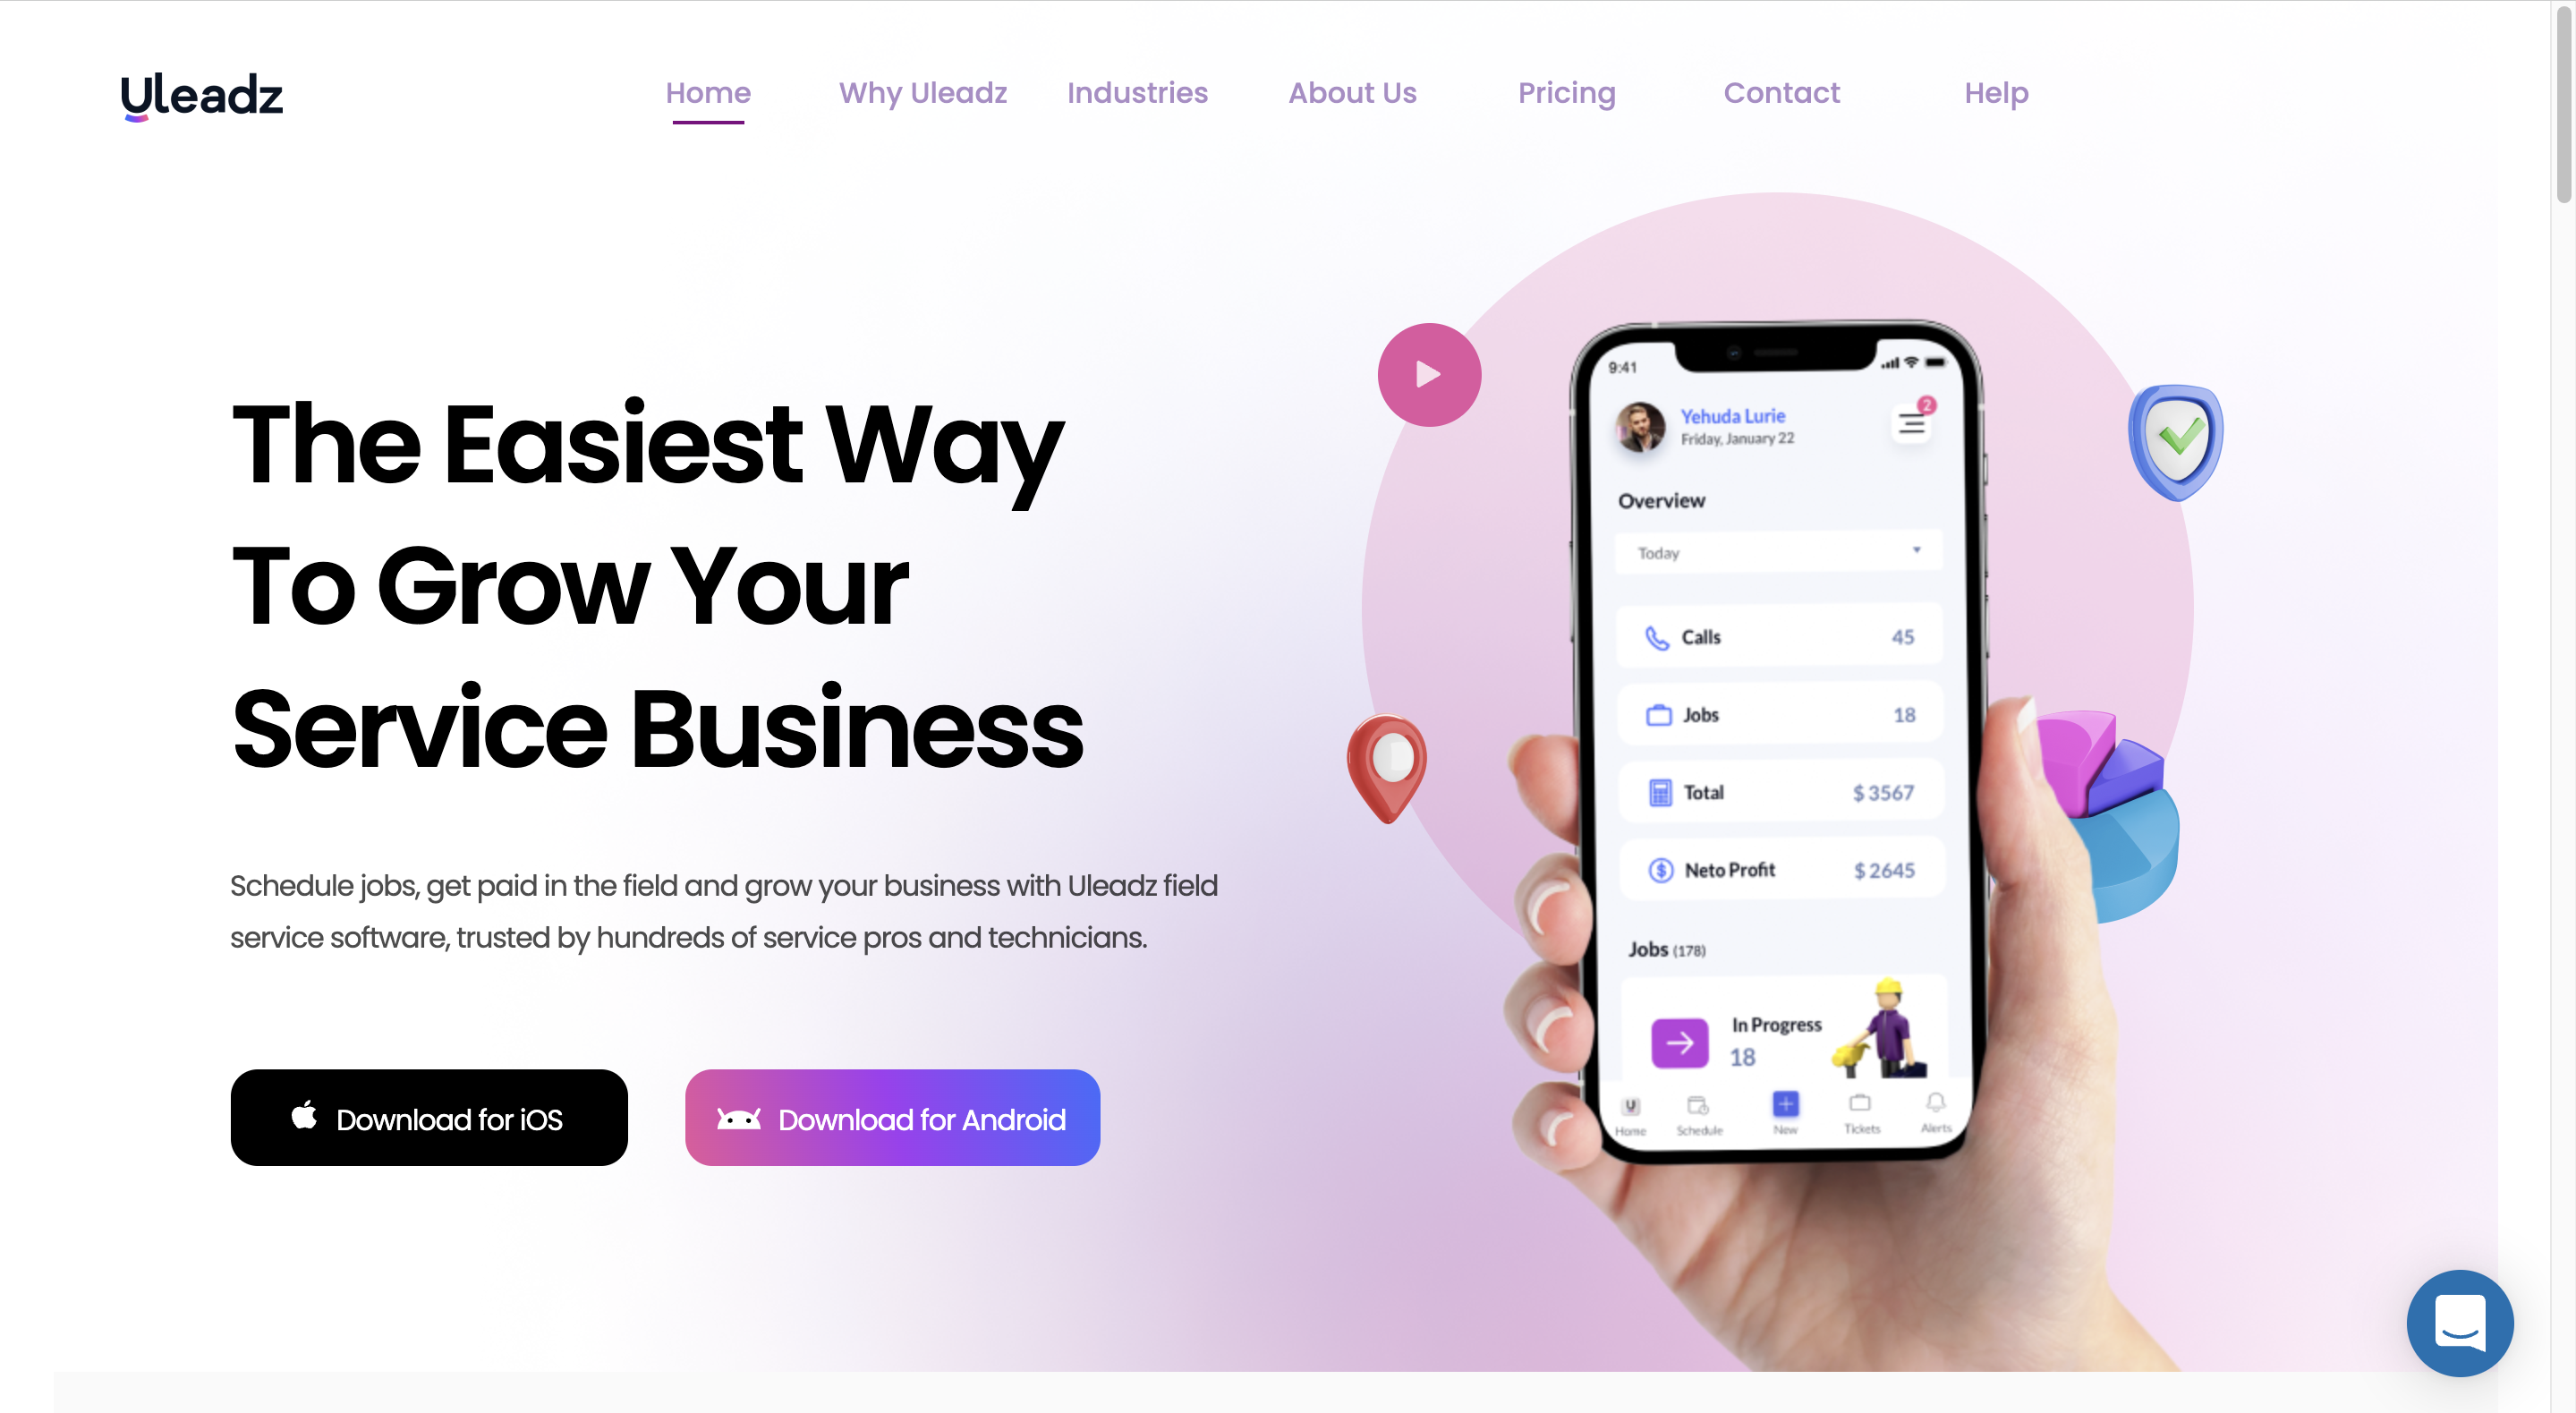 Uleadz
Home
Why Uleadz
Industries
About Us
Pricing
Contact
Help
The Easiest Way
To Grow Your
Service Business
Schedule jobs, get paid in the field and grow your business with Uleadz field
service software, trusted by hundreds of service pros and technicians.
Download for iOS
Download for Android
9:41
Yehuda Lurie
Friday, January 22
2
Overview
Today
Calls 45
Jobs 18
Total $ 3567
Neto Profit $ 2645
Jobs (178)
In Progress
18
U
Home
Schedule
New
Tickets
Alerts